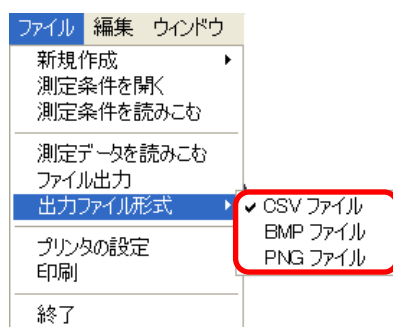 ファイル 編集 ウィンドウ
新規作成
測定条件を開く
測定条件を読みこむ
測定データを読みこむ
ファイル出力
出力ファイル形式
CSV ファイル
BMP ファイル
PNG ファイル
プリンタの設定
印刷
終了